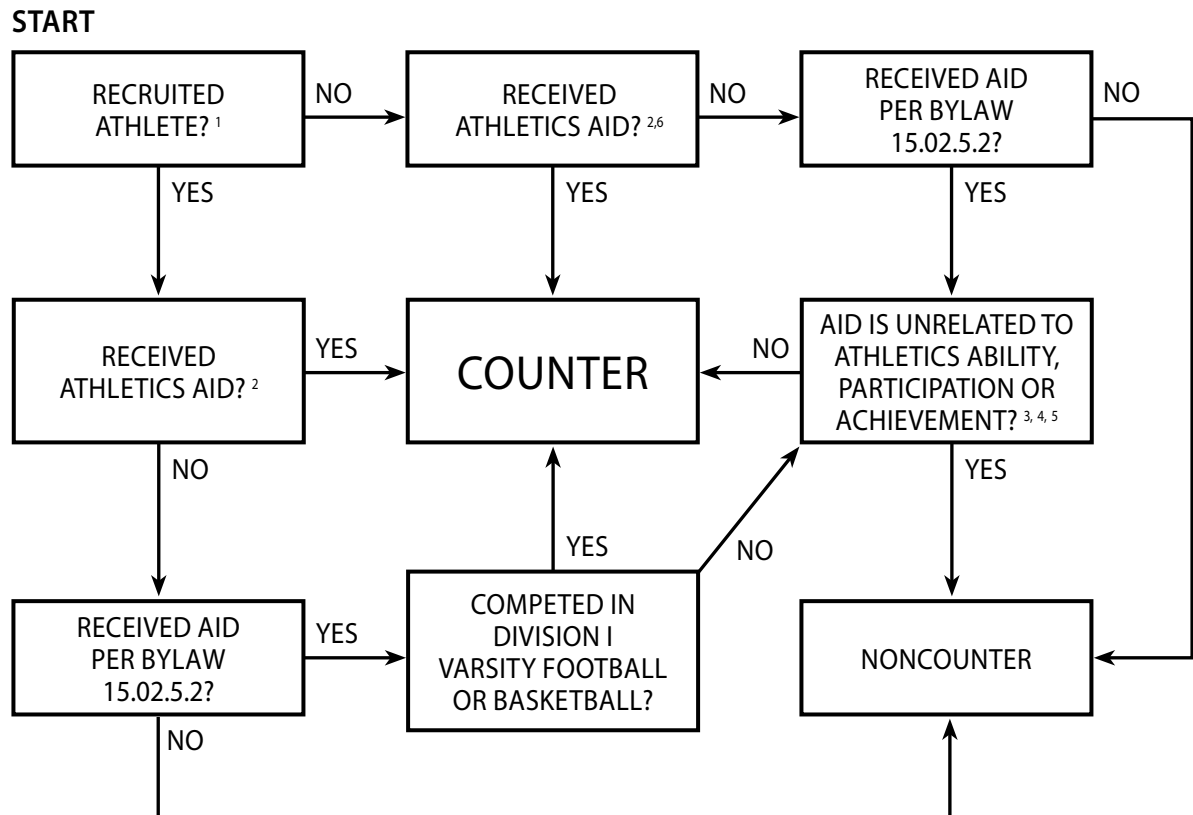 START
RECRUITED
ATHLETE? 1
NO
RECEIVED
ATHLETICS AID? 2,6
NO
RECEIVED AID
PER BYLAW
15.02.5.2?
NO
YES
YES
YES
RECEIVED
ATHLETICS AID? 2
YES
COUNTER
NO
AID IS UNRELATED TO
ATHLETICS ABILITY,
PARTICIPATION OR
ACHIEVEMENT? 3, 4, 5
NO
YES
YES
NO
RECEIVED AID
PER BYLAW
15.02.5.2?
YES
COMPETED IN
DIVISION I
VARSITY FOOTBALL
OR BASKETBALL?
NONCOUNTER
NO